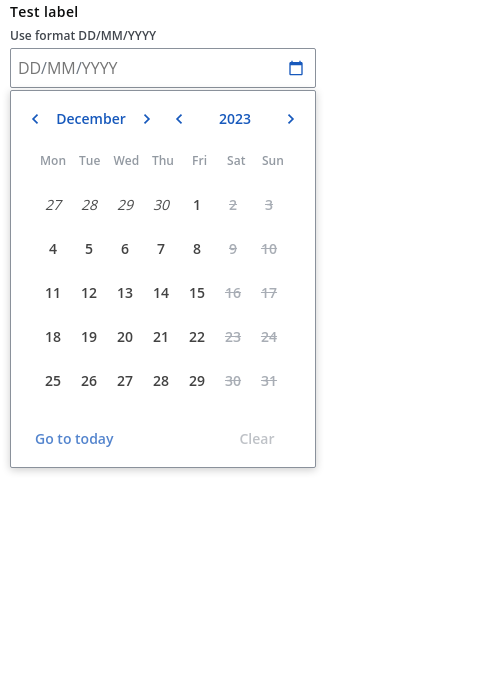 Test label
Use format DD/MM/YYYY
DD/MM/YYYY
December 2023
Mon Tue Wed Thu Fri Sat Sun
27 28 29 30 1 2 3
4 5 6 7 8 9 10
11 12 13 14 15 16 17
18 19 20 21 22 23 24
25 26 27 28 29 30 31
Go to today Clear